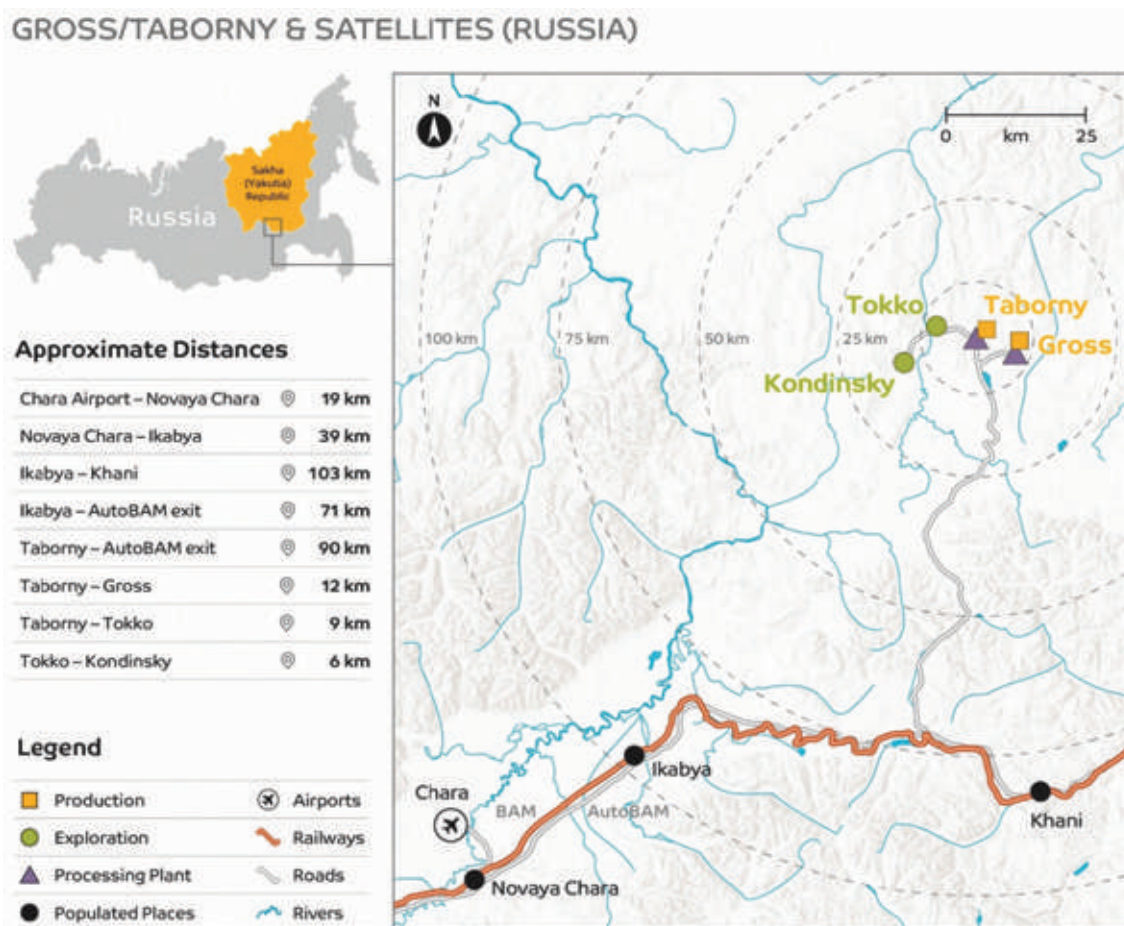 GROSS/TABORNY & SATELLITES (RUSSIA)
Sakha
(Yakutia)
Republic
Russia
Approximate Distances
Chara Airport – Novaya Chara 19 km
Novaya Chara – Ikabya 39 km
Ikabya – Khani 103 km
Ikabya – AutoBAM exit 71 km
Taborny – AutoBAM exit 90 km
Taborny – Gross 12 km
Taborny – Tokko 9 km
Tokko – Kondinsky 6 km
Legend
Production
Airports
Exploration
Railways
Processing Plant
Roads
Populated Places
Rivers
N
0 km 25
Tokko
Taborny
100 km
75 km
50 km
25 km
Gross
Kondinsky
Ikabya
Chara
BAM
AutoBAM
Khani
Novaya Chara